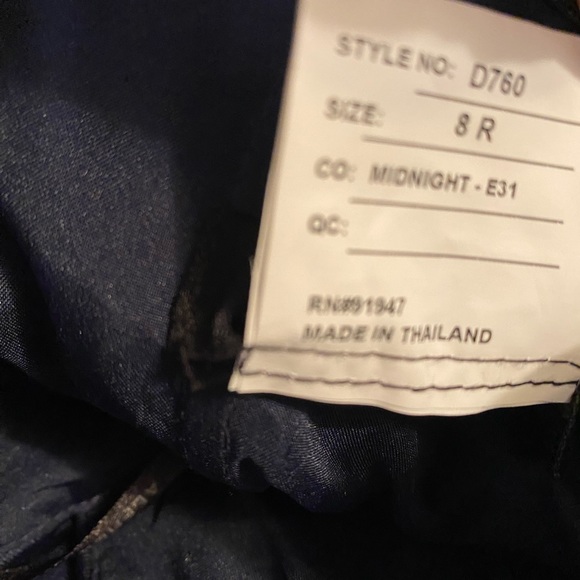 STYLE NO: D760
SIZE: 8 R
CO: MIDNIGHT - E31
QC:
RN#91947
MADE IN THAILAND